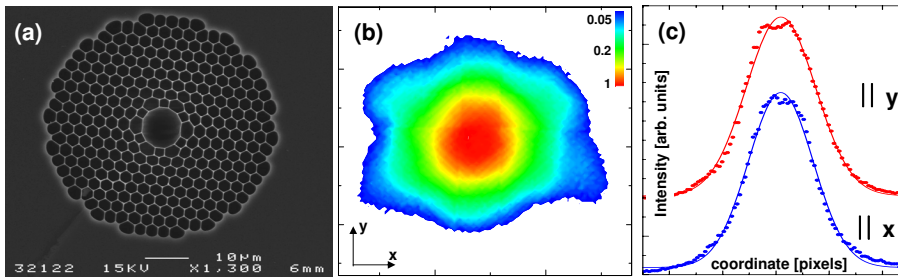 (a)
10μm
32122 15KV X1,300 6mm
(b)
0.05
0.2
1
y
x
(c)
Intensity [arb. units]
|| y
|| x
coordinate [pixels]